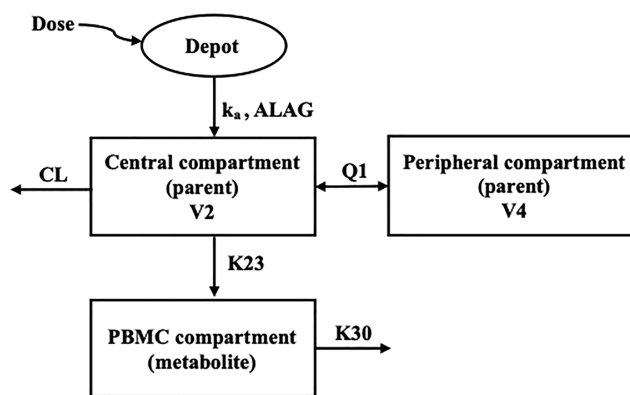 Dose
Depot
kₐ , ALAG
Central compartment
(parent)
V2
CL
Q1
Peripheral compartment
(parent)
V4
K23
PBMC compartment
(metabolite)
K30